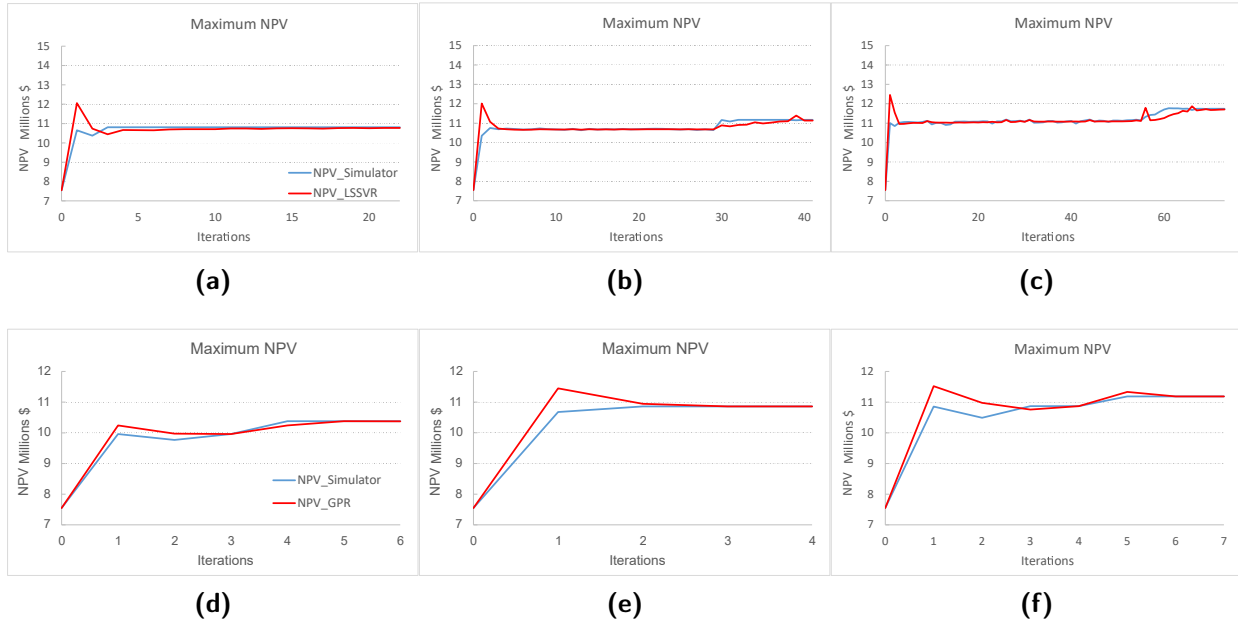 Maximum NPV
NPV Millions $
15
14
13
12
11
10
9
8
7
NPV_Simulator
NPV_LSSVR
0 5 10 15 20
Iterations
(a)
Maximum NPV
NPV Millions $
15
14
13
12
11
10
9
8
7
0 10 20 30 40
Iterations
(b)
Maximum NPV
NPV Millions $
15
14
13
12
11
10
9
8
7
0 20 40 60
Iterations
(c)
Maximum NPV
NPV Millions $
12
11
10
9
8
7
NPV_Simulator
NPV_GPR
0 1 2 3 4 5 6
Iterations
(d)
Maximum NPV
NPV Millions $
12
11
10
9
8
7
0 1 2 3 4
Iterations
(e)
Maximum NPV
NPV Millions $
12
11
10
9
8
7
0 1 2 3 4 5 6 7
Iterations
(f)